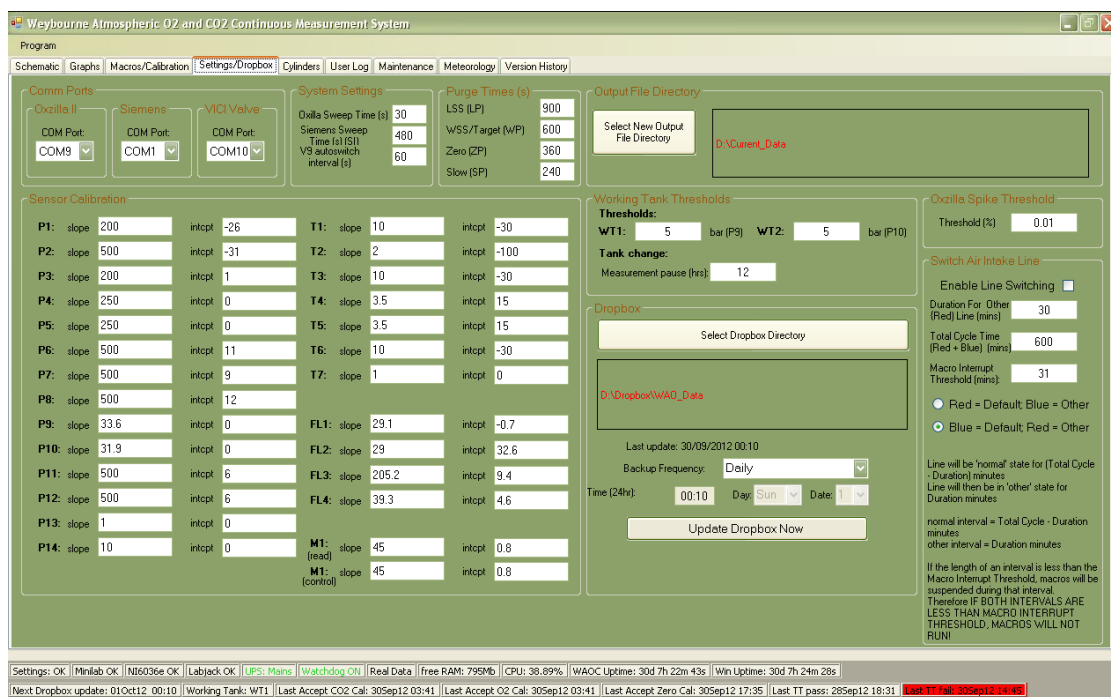 Weybourne Atmospheric O2 and CO2 Continuous Measurement System
Program
Schematic Graphs Macros/Calibration Settings/Dropbox Cylinders User Log Maintenance Meteorology Version History
Comm Ports
Oxzilla II
COM Port:
COM9
Siemens
COM Port:
COM1
VICI Valve
COM Port:
COM10
System Settings
Oxilla Sweep Time (s) 30
Siemens Sweep
Time (s) (SI) 480
V9 autoswitch
interval (s) 60
Purge Times (s)
LSS (LP) 900
WSS/Target (WP) 600
Zero (ZP) 360
Slow (SP) 240
Output File Directory
Select New Output
File Directory
D:\Current_Data
Sensor Calibration
P1: slope 200 intcpt -26
P2: slope 500 intcpt -31
P3: slope 200 intcpt 1
P4: slope 250 intcpt 0
P5: slope 250 intcpt 0
P6: slope 500 intcpt 11
P7: slope 500 intcpt 9
P8: slope 500 intcpt 12
P9: slope 33.6 intcpt 0
P10: slope 31.9 intcpt 0
P11: slope 500 intcpt 6
P12: slope 500 intcpt 6
P13: slope 1 intcpt 0
P14: slope 10 intcpt 0
T1: slope 10 intcpt -30
T2: slope 2 intcpt -100
T3: slope 10 intcpt -30
T4: slope 3.5 intcpt 15
T5: slope 3.5 intcpt 15
T6: slope 10 intcpt -30
T7: slope 1 intcpt 0
FL1: slope 29.1 intcpt -0.7
FL2: slope 29 intcpt 32.6
FL3: slope 205.2 intcpt 9.4
FL4: slope 39.3 intcpt 4.6
M1: slope 45 intcpt 0.8
(read)
M1: slope 45 intcpt 0.8
(control)
Working Tank Thresholds
Thresholds:
WT1: 5 bar (P9) WT2: 5 bar (P10)
Tank change:
Measurement pause (hrs): 12
Dropbox
Select Dropbox Directory
D:\Dropbox\WAO_Data
Last update: 30/09/2012 00:10
Backup Frequency: Daily
Time (24hr): 00:10 Day: Sun Date: 1
Update Dropbox Now
Oxzilla Spike Threshold
Threshold (%) 0.01
Switch Air Intake Line
Enable Line Switching
Duration For Other
(Red) Line (mins) 30
Total Cycle Time
(Red + Blue) (mins) 600
Macro Interrupt
Threshold (mins): 31
Red = Default; Blue = Other
Blue = Default; Red = Other
Line will be 'normal' state for (Total Cycle
- Duration) minutes
Line will then be in 'other' state for
Duration minutes
normal interval = Total Cycle - Duration
minutes
other interval = Duration minutes
If the length of an interval is less than the
Macro Interrupt Threshold, macros will be
suspended during that interval.
Therefore IF BOTH INTERVALS ARE
LESS THAN MACRO INTERRUPT
THRESHOLD, MACROS WILL NOT
RUN!
Settings: OK Minilab OK NI6036e OK Labjack OK UPS: Mains Watchdog ON Real Data free RAM: 795Mb CPU: 38.89% WAOC Uptime: 30d 7h 22m 43s Win Uptime: 30d 7h 24m 28s
Next Dropbox update: 01Oct12 00:10 Working Tank: WT1 Last Accept CO2 Cal: 30Sep12 03:41 Last Accept O2 Cal: 30Sep12 03:41 Last Accept Zero Cal: 30Sep12 17:35 Last TT pass: 28Sep12 18:31 Last TT fail: 30Sep12 14:45